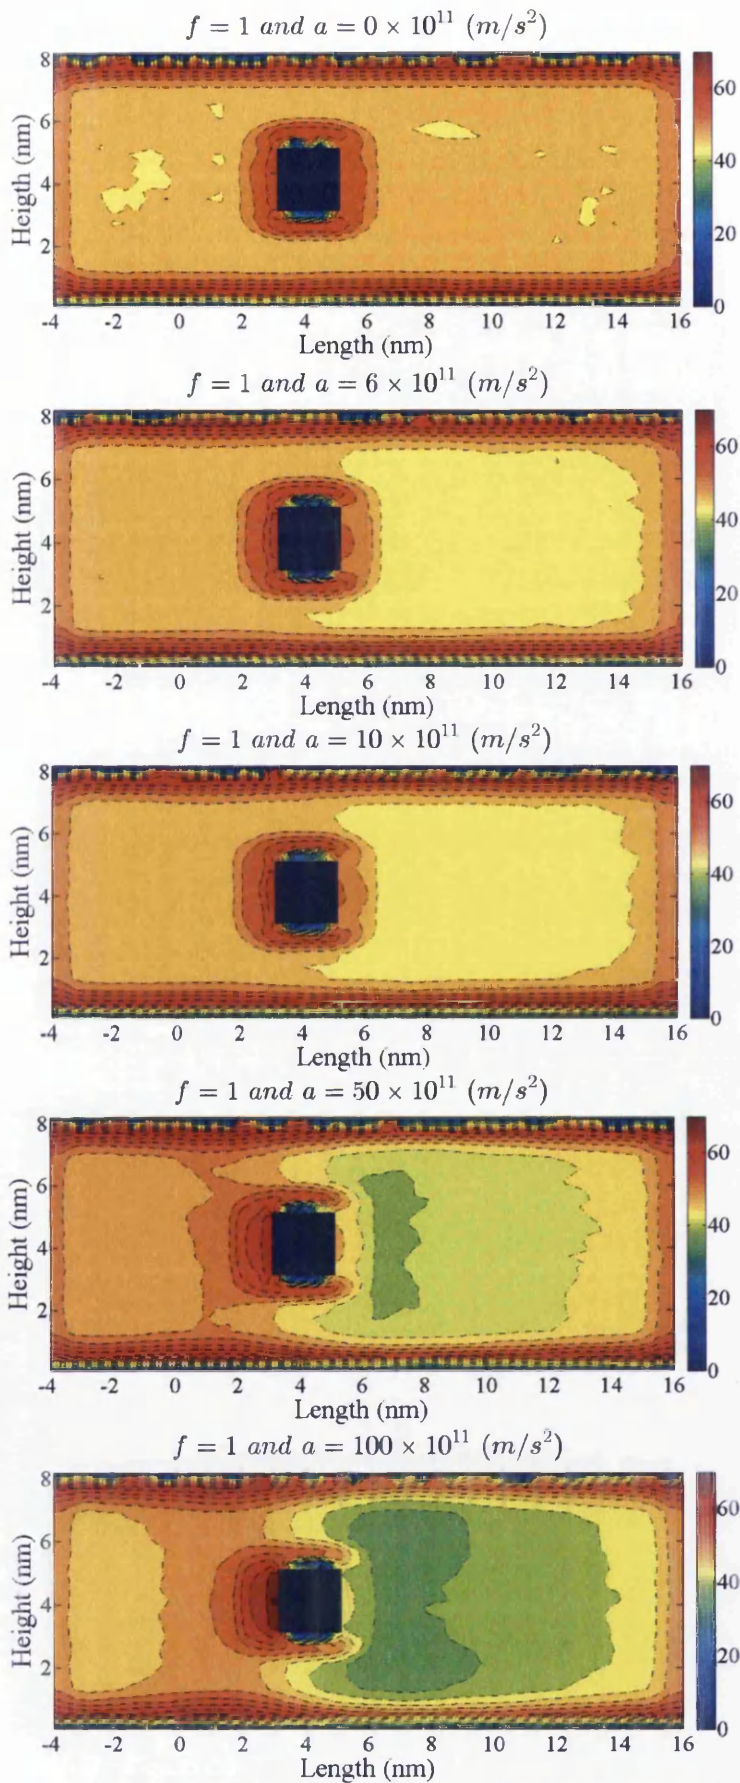 f = 1 and a = 0 × 10¹¹ (m/s²)
Heigth (nm)
8
6
4
2
-4 -2 0 2 4 6 8 10 12 14 16
Length (nm)
60
40
20
0
f = 1 and a = 6 × 10¹¹ (m/s²)
Height (nm)
8
6
4
2
-4 -2 0 2 4 6 8 10 12 14 16
Length (nm)
60
40
20
0
f = 1 and a = 10 × 10¹¹ (m/s²)
Height (nm)
8
6
4
2
-4 -2 0 2 4 6 8 10 12 14 16
Length (nm)
60
40
20
0
f = 1 and a = 50 × 10¹¹ (m/s²)
Height (nm)
8
6
4
2
-4 -2 0 2 4 6 8 10 12 14 16
Length (nm)
60
40
20
0
f = 1 and a = 100 × 10¹¹ (m/s²)
Height (nm)
8
6
4
2
-4 -2 0 2 4 6 8 10 12 14 16
Length (nm)
60
40
20
0